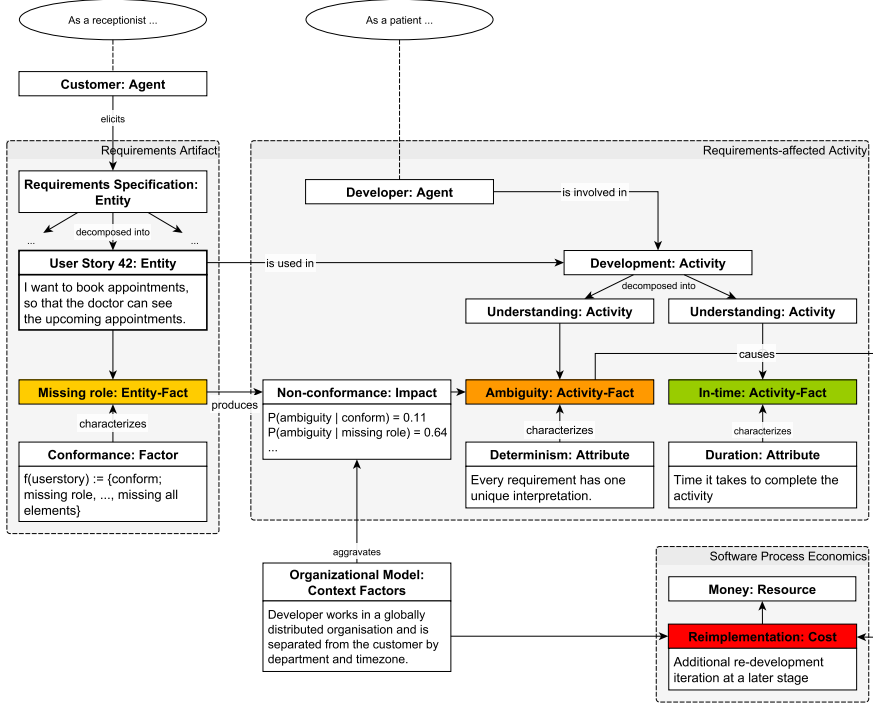 As a receptionist ...
As a patient ...
Customer: Agent
elicits
Requirements Artifact
Requirements-affected Activity
Requirements Specification:
Entity
Developer: Agent
is involved in
decomposed into
...
...
User Story 42: Entity
I want to book appointments,
so that the doctor can see
the upcoming appointments.
is used in
Development: Activity
decomposed into
Understanding: Activity
Understanding: Activity
causes
Missing role: Entity-Fact
produces
Non-conformance: Impact
P(ambiguity | conform) = 0.11
P(ambiguity | missing role) = 0.64
...
Ambiguity: Activity-Fact
In-time: Activity-Fact
characterizes
characterizes
characterizes
Conformance: Factor
f(userstory) := {conform;
missing role, ..., missing all
elements}
Determinism: Attribute
Every requirement has one
unique interpretation.
Duration: Attribute
Time it takes to complete the
activity
aggravates
Organizational Model:
Context Factors
Developer works in a globally
distributed organisation and is
separated from the customer by
department and timezone.
Software Process Economics
Money: Resource
Reimplementation: Cost
Additional re-development
iteration at a later stage